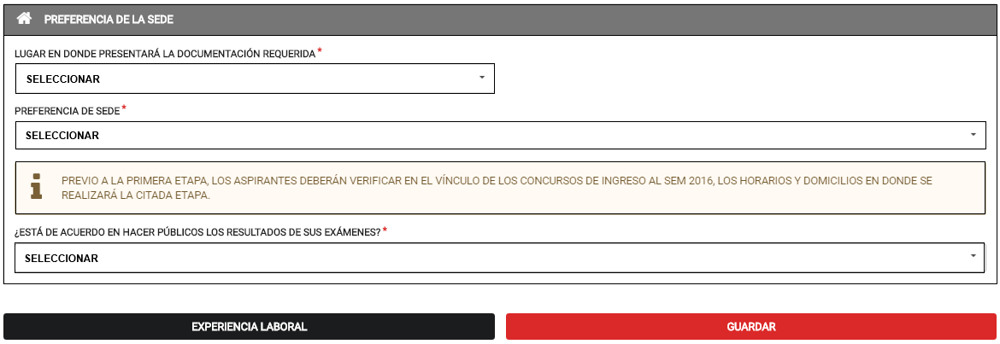 PREFERENCIA DE LA SEDE
LUGAR EN DONDE PRESENTARÁ LA DOCUMENTACIÓN REQUERIDA *
SELECCIONAR
PREFERENCIA DE SEDE *
SELECCIONAR
PREVIO A LA PRIMERA ETAPA, LOS ASPIRANTES DEBERÁN VERIFICAR EN EL VÍNCULO DE LOS CONCURSOS DE INGRESO AL SEM 2016, LOS HORARIOS Y DOMICILIOS EN DONDE SE
REALIZARÁ LA CITADA ETAPA.
¿ESTÁ DE ACUERDO EN HACER PÚBLICOS LOS RESULTADOS DE SUS EXÁMENES? *
SELECCIONAR
EXPERIENCIA LABORAL
GUARDAR